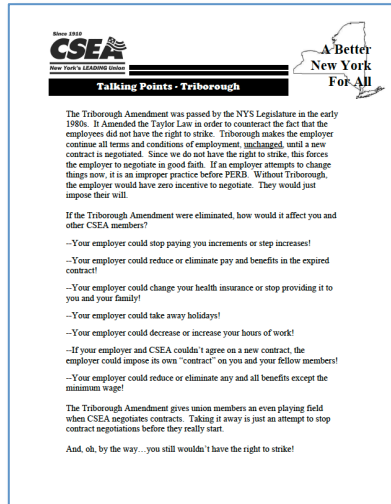 Since 1910
CSEA
New York's LEADING Union
A Better
New York
For All
Talking Points - Triborough
The Triborough Amendment was passed by the NYS Legislature in the early
1980s. It Amended the Taylor Law in order to counteract the fact that the
employees did not have the right to strike. Triborough makes the employer
continue all terms and conditions of employment, unchanged, until a new
contract is negotiated. Since we do not have the right to strike, this forces
the employer to negotiate in good faith. If an employer attempts to change
things now, it is an improper practice before PERB. Without Triborough,
the employer would have zero incentive to negotiate. They would just
impose their will.
If the Triborough Amendment were eliminated, how would it affect you and
other CSEA members?
--Your employer could stop paying you increments or step increases!
--Your employer could reduce or eliminate pay and benefits in the expired
contract!
--Your employer could change your health insurance or stop providing it to
you and your family!
--Your employer could take away holidays!
--Your employer could decrease or increase your hours of work!
--If your employer and CSEA couldn't agree on a new contract, the
employer could impose its own "contract" on you and your fellow members!
--Your employer could reduce or eliminate any and all benefits except the
minimum wage!
The Triborough Amendment gives union members an even playing field
when CSEA negotiates contracts. Taking it away is just an attempt to stop
contract negotiations before they really start.
And, oh, by the way…you still wouldn't have the right to strike!